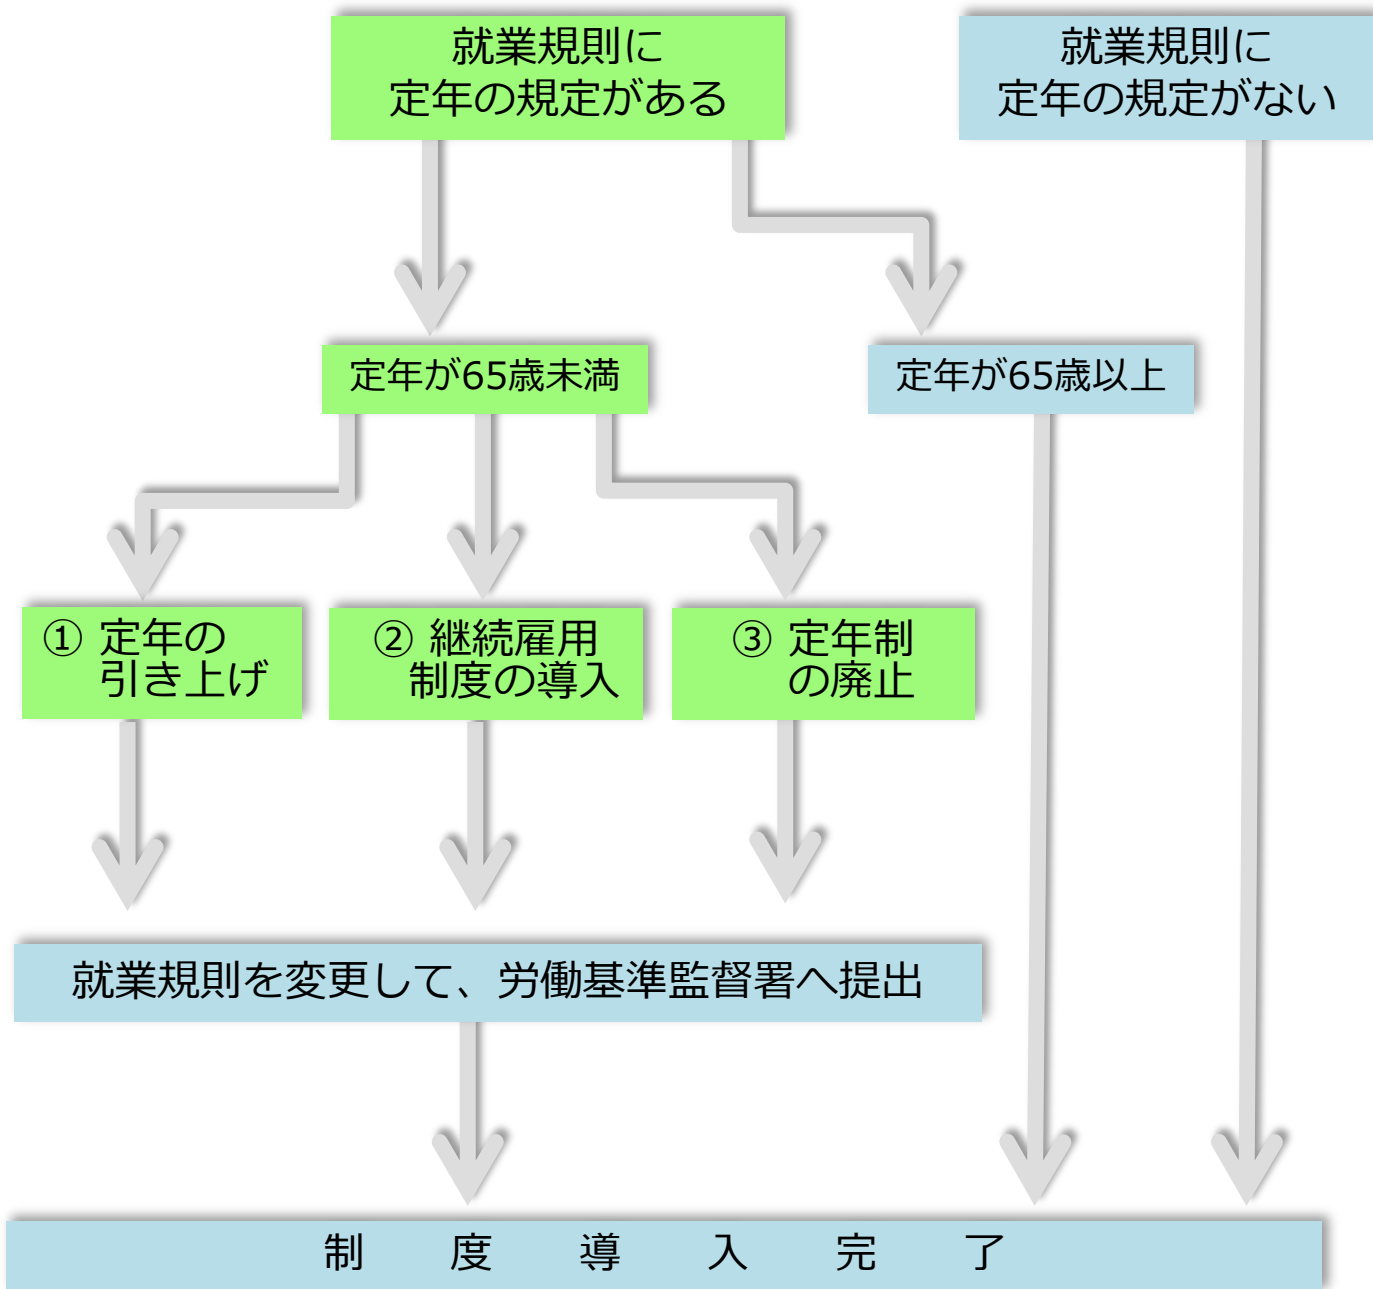 就業規則に
定年の規定がある
就業規則に
定年の規定がない
定年が65歳未満
定年が65歳以上
① 定年の
引き上げ
② 継続雇用
制度の導入
③ 定年制
の廃止
就業規則を変更して、労働基準監督署へ提出
制 度 導 入 完 了